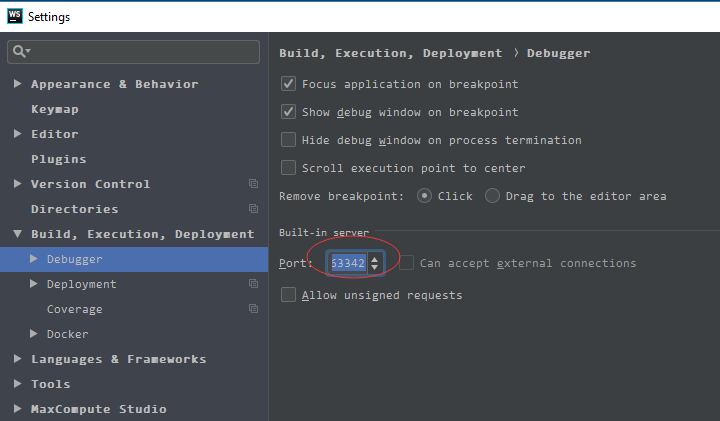 WS Settings
Build, Execution, Deployment › Debugger
Appearance & Behavior
Keymap
Editor
Plugins
Version Control
Directories
Build, Execution, Deployment
Debugger
Deployment
Coverage
Docker
Languages & Frameworks
Tools
MaxCompute Studio
Focus application on breakpoint
Show debug window on breakpoint
Hide debug window on process termination
Scroll execution point to center
Remove breakpoint: Click Drag to the editor area
Built-in server
Port: 63342 Can accept external connections
Allow unsigned requests